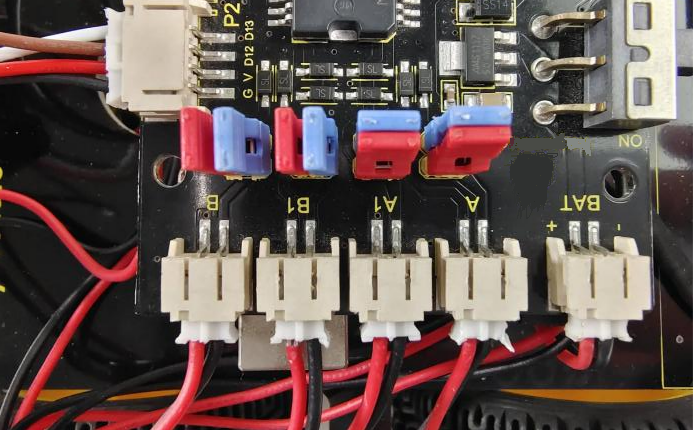 P2
G V D12 D13
SS14
ON
B
B1
A1
A
BAT
+ -